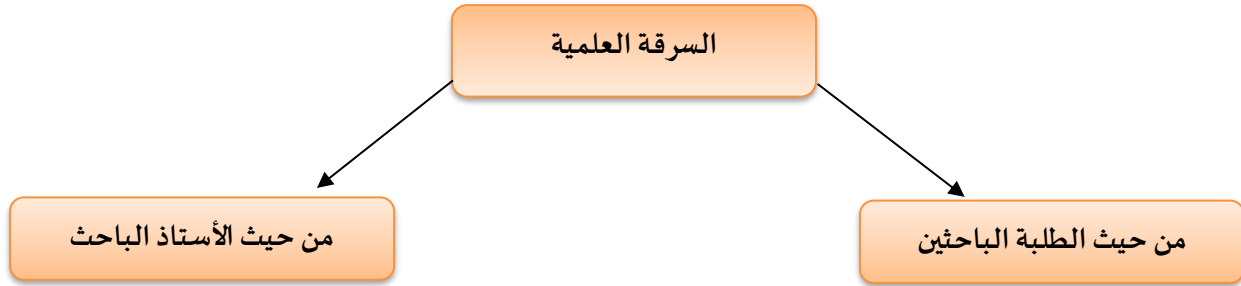 السرقة العلمية
من حيث الطلبة الباحثين
من حيث الأستاذ الباحث